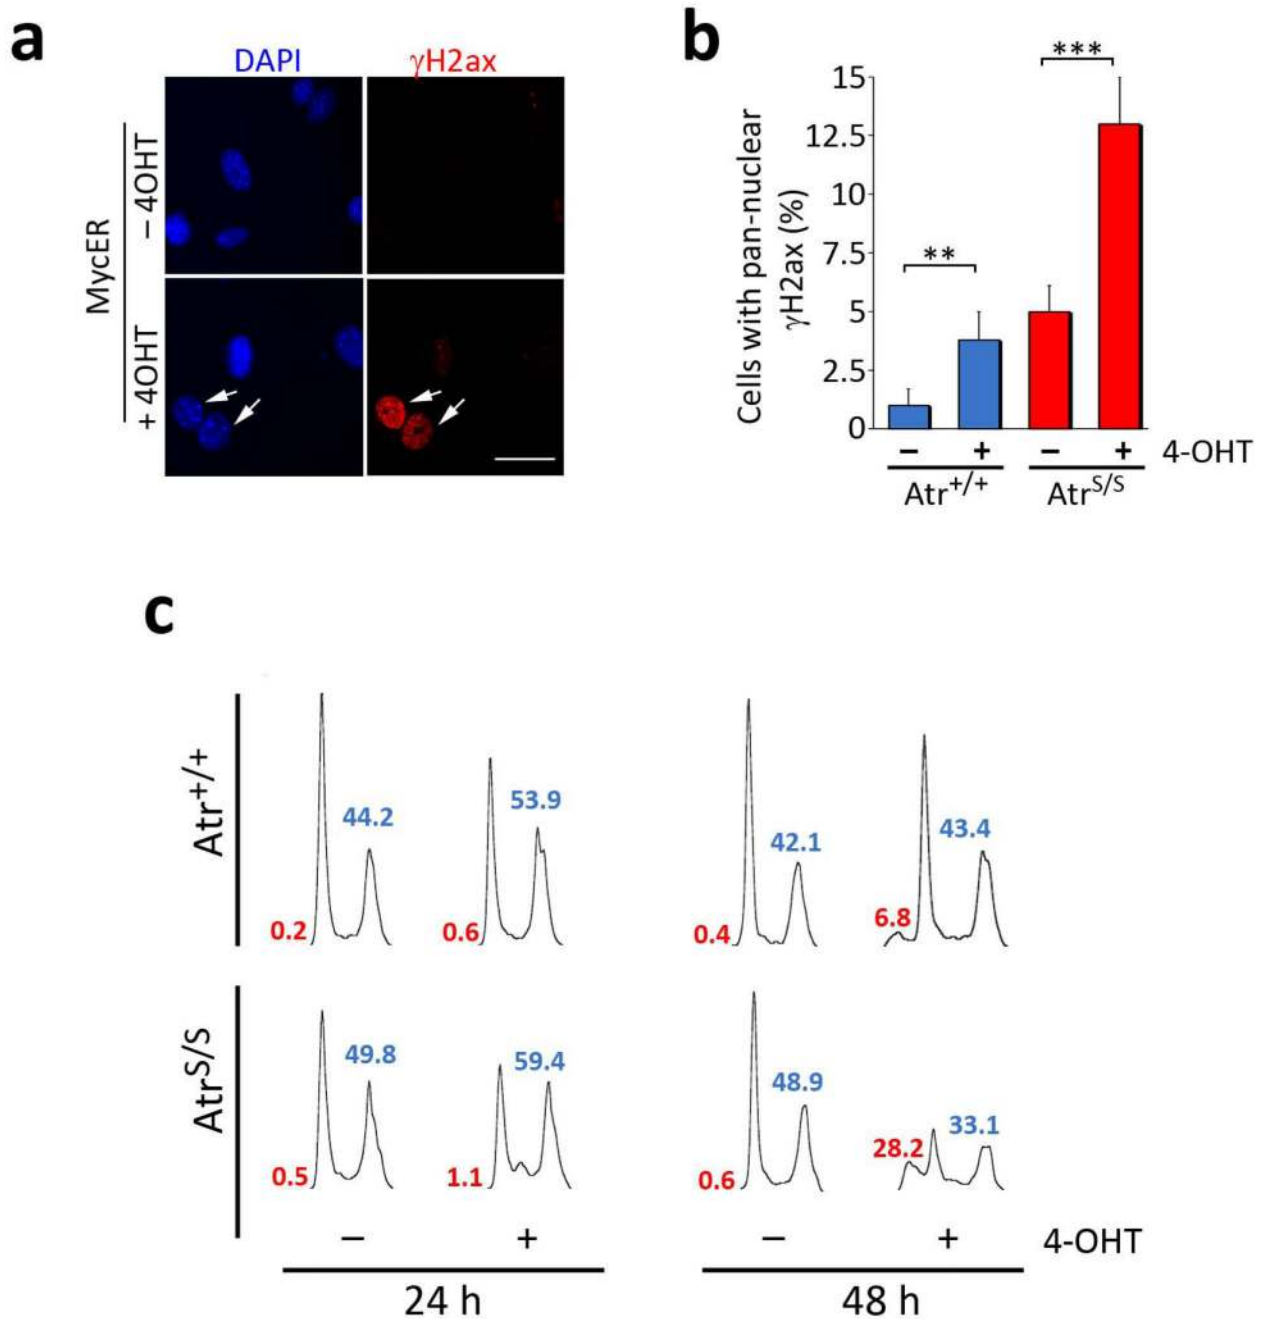 a
DAPI γH2ax
MycER
– 4OHT
+ 4OHT
b
Cells with pan-nuclear
γH2ax (%)
15
12.5
10
7.5
5
2.5
0
**
***
– + – + 4-OHT
Atr+/+ AtrS/S
c
Atr+/+
44.2 53.9 42.1 43.4
0.2 0.6 0.4 6.8
AtrS/S
49.8 59.4 48.9 33.1
0.5 1.1 0.6 28.2
– + – + 4-OHT
24 h 48 h